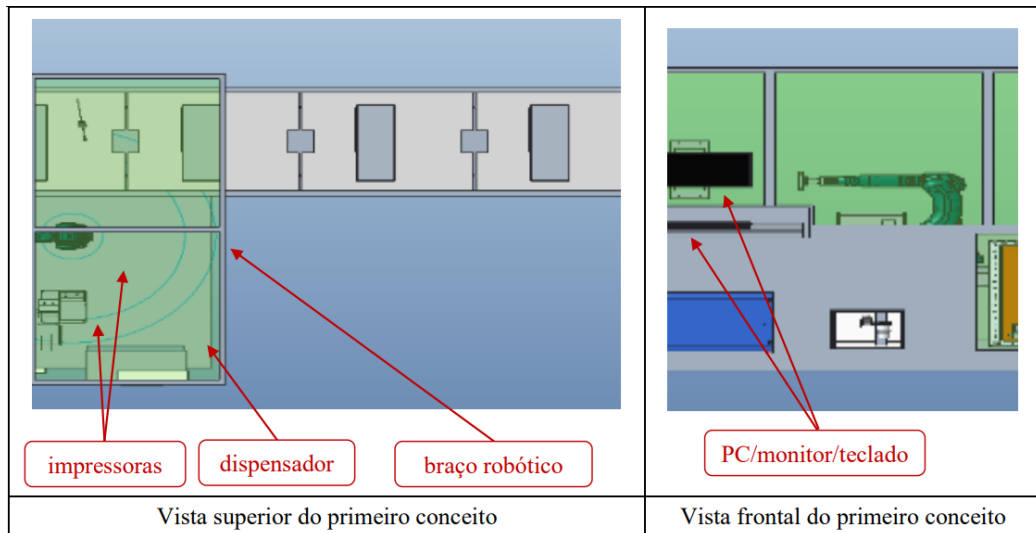 impressoras
dispensador
braço robótico
PC/monitor/teclado
Vista superior do primeiro conceito
Vista frontal do primeiro conceito